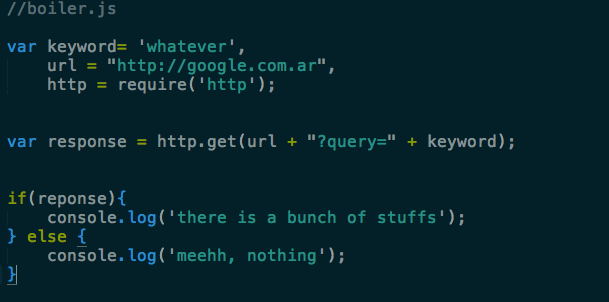 //boiler.js
var keyword= 'whatever',
url = "http://google.com.ar",
http = require('http');
var response = http.get(url + "?query=" + keyword);
if(reponse){
console.log('there is a bunch of stuffs');
} else {
console.log('meehh, nothing');
}